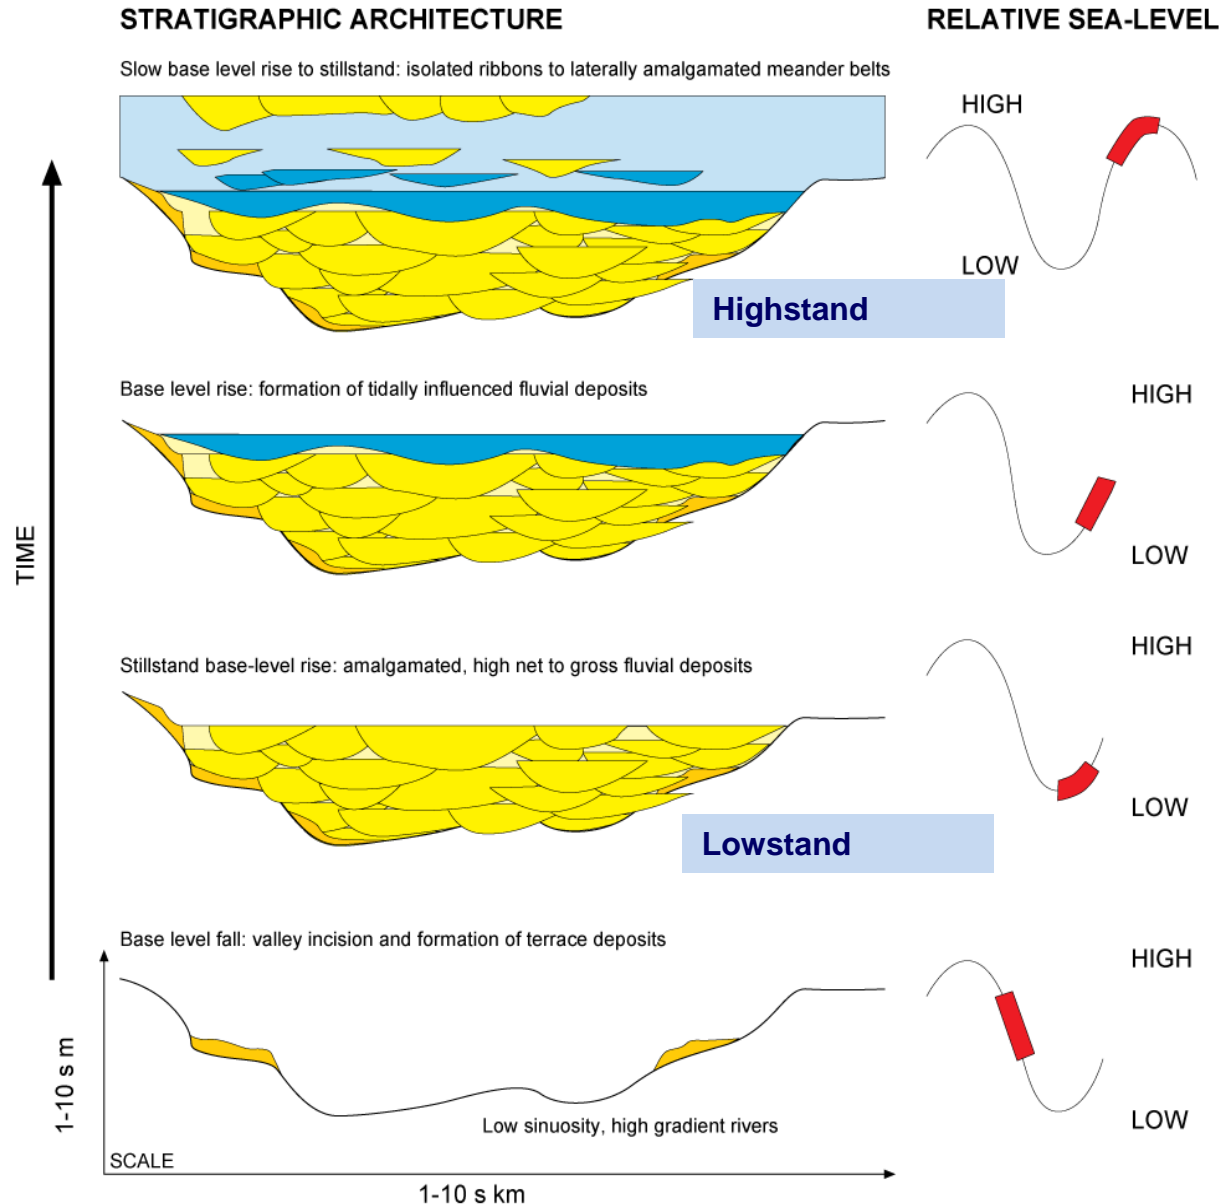 STRATIGRAPHIC ARCHITECTURE
RELATIVE SEA-LEVEL
Slow base level rise to stillstand: isolated ribbons to laterally amalgamated meander belts
HIGH
LOW
Highstand
Base level rise: formation of tidally influenced fluvial deposits
HIGH
LOW
TIME
Stillstand base-level rise: amalgamated, high net to gross fluvial deposits
HIGH
LOW
Lowstand
Base level fall: valley incision and formation of terrace deposits
HIGH
LOW
1-10 s m
Low sinuosity, high gradient rivers
SCALE
1-10 s km